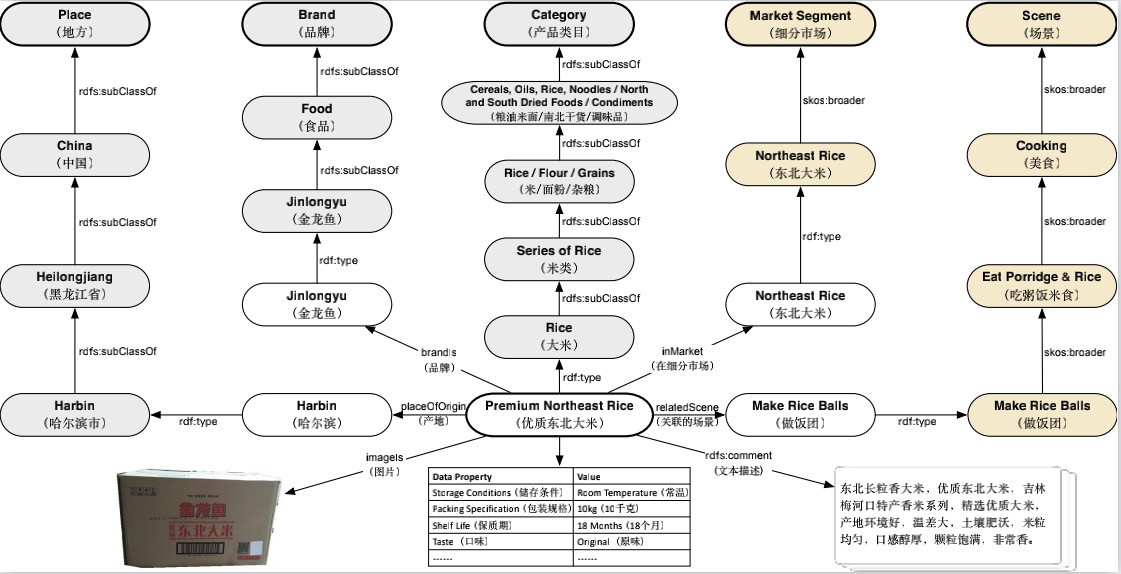 Place
（地方）
Brand
（品牌）
Category
（产品类目）
Market Segment
（细分市场）
Scene
（场景）
rdfs:subClassOf
rdfs:subClassOf
rdfs:subClassOf
skos:broader
skos:broader
Food
（食品）
Cereals, Oils, Rice, Noodles / North
and South Dried Foods / Condiments
（粮油米面/南北干货/调味品）
China
（中国）
rdfs:subClassOf
rdfs:subClassOf
Northeast Rice
（东北大米）
Cooking
（美食）
Rice / Flour / Grains
（米/面粉/杂粮）
Jinlongyu
（金龙鱼）
rdfs:subClassOf
rdfs:subClassOf
rdf:type
skos:broader
rdf:type
Series of Rice
（米类）
Heilongjiang
（黑龙江省）
Jinlongyu
（金龙鱼）
rdfs:subClassOf
Northeast Rice
（东北大米）
Eat Porridge & Rice
（吃粥饭米食）
Rice
（大米）
rdfs:subClassOf
brandIs
（品牌）
rdf:type
inMarket
（在细分市场）
skos:broader
Harbin
（哈尔滨市）
rdf:type
Harbin
（哈尔滨）
placeOfOrigin
（产地）
Premium Northeast Rice
（优质东北大米）
relatedScene
（关联的场景）
Make Rice Balls
（做饭团）
rdf:type
Make Rice Balls
（做饭团）
imageIs
（图片）
rdfs:comment
（文本描述）
金龙鱼
东北大米
Data Property Value
Storage Conditions（储存条件） Room Temperature（常温）
Packing Specification（包装规格） 10kg（10千克）
Shelf Life（保质期） 18 Months（18个月）
Taste（口味） Original（原味）
------ ------
东北长粒香大米，优质东北大米，吉林
梅河口特产香米系列，精选优质大米，
产地环境好，温差大，土壤肥沃，米粒
均匀，口感醇厚，颗粒饱满，非常香。